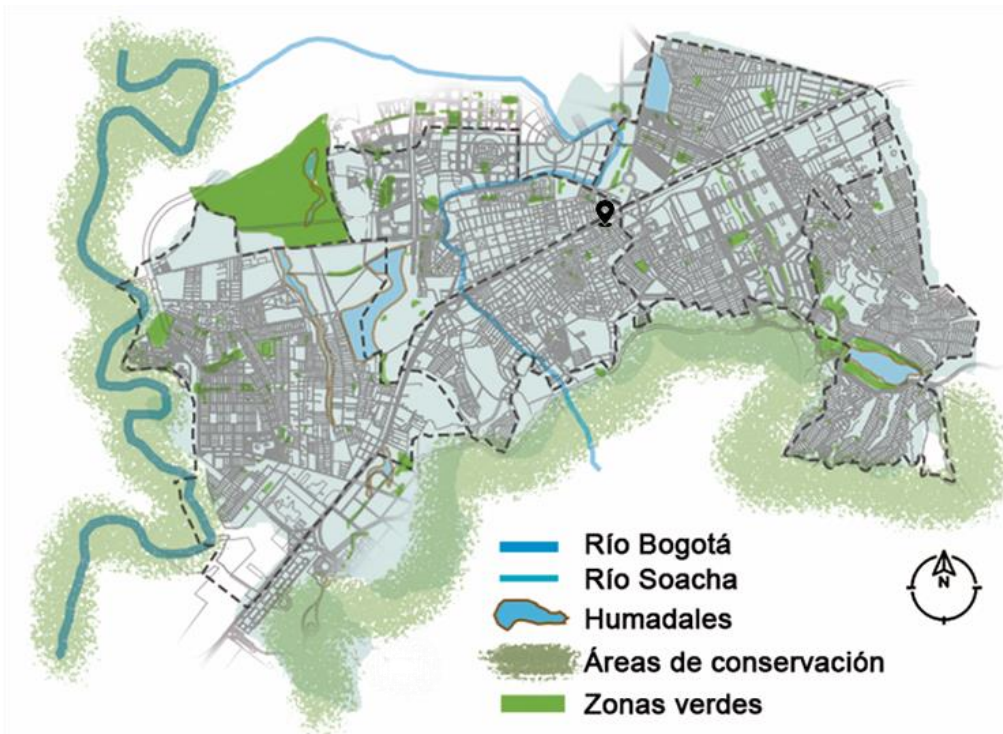 Río Bogotá
Río Soacha
Humadales
Áreas de conservación
Zonas verdes
N